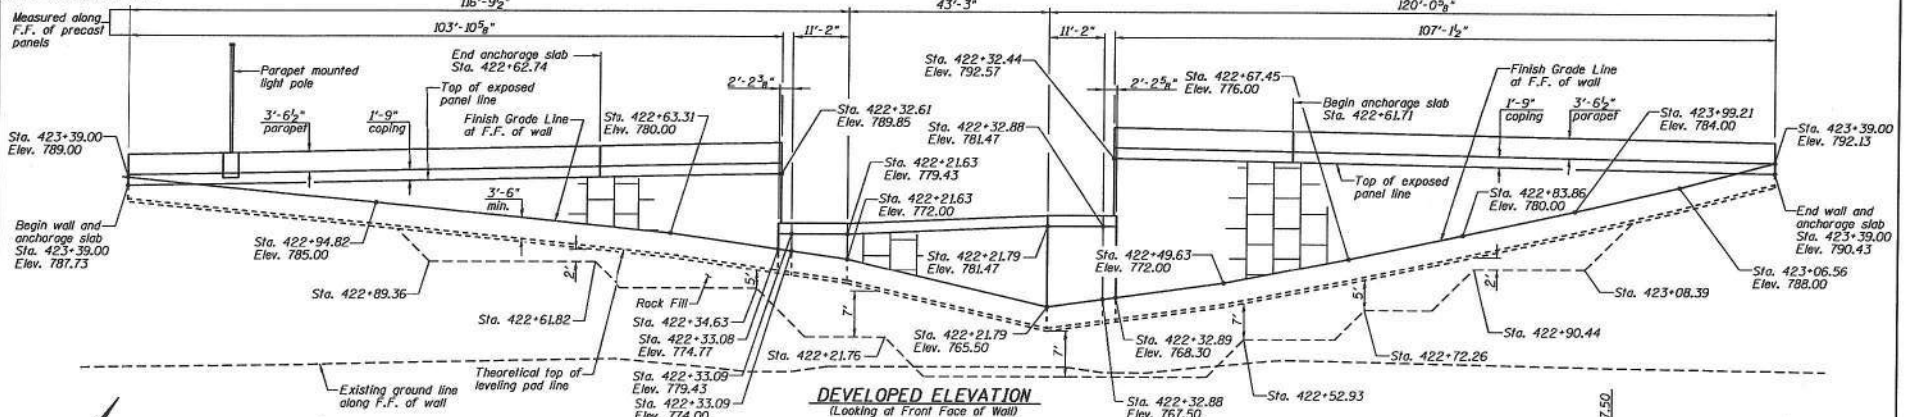 116'-9½"
43'-3"
120'-0⅝"
Measured along
F.F. of precast
panels
103'-10⅝"
11'-2"
11'-2"
107'-1½"
End anchorage slab
Sta. 422+62.74
Parapet mounted
light pole
Top of exposed
panel line
2'-2⅜"
Sta. 422+32.44
Elev. 792.57
2'-2⅝"
Sta. 422+67.45
Elev. 776.00
Finish Grade Line
at F.F. of wall
3'-6½"
parapet
1'-9"
coping
Finish Grade Line
at F.F. of wall
Sta. 422+63.31
Elev. 780.00
Sta. 422+32.61
Elev. 789.85
Sta. 422+32.88
Elev. 781.47
Begin anchorage slab
Sta. 422+61.71
1'-9"
coping
3'-6½"
parapet
Sta. 423+99.21
Elev. 784.00
Sta. 423+39.00
Elev. 789.00
Sta. 423+39.00
Elev. 792.13
Sta. 422+21.63
Elev. 779.43
Sta. 422+21.63
Elev. 772.00
3'-6"
min.
Top of exposed
panel line
Sta. 422+83.86
Elev. 780.00
Begin wall and
anchorage slab
Sta. 423+39.00
Elev. 787.73
Sta. 422+94.82
Elev. 785.00
Sta. 422+21.79
Elev. 781.47
Sta. 422+49.63
Elev. 772.00
End wall and
anchorage slab
Sta. 423+39.00
Elev. 790.43
Sta. 423+06.56
Elev. 788.00
Sta. 422+89.36
2'
5'
7'
7'
7'
5'
2'
Sta. 423+08.39
Rock Fill
Sta. 422+61.82
Sta. 422+34.63
Sta. 422+33.08
Elev. 774.77
Sta. 422+21.76
Sta. 422+21.79
Elev. 765.50
Sta. 422+32.89
Elev. 768.30
Sta. 422+90.44
Sta. 422+72.26
Existing ground line
along F.F. of wall
Theoretical top of
leveling pad line
Sta. 422+33.09
Elev. 779.43
Sta. 422+33.09
Elev. 774.00
DEVELOPED ELEVATION
(Looking at Front Face of Wall)
Sta. 422+32.88
Elev. 767.50
Sta. 422+52.93
7.50